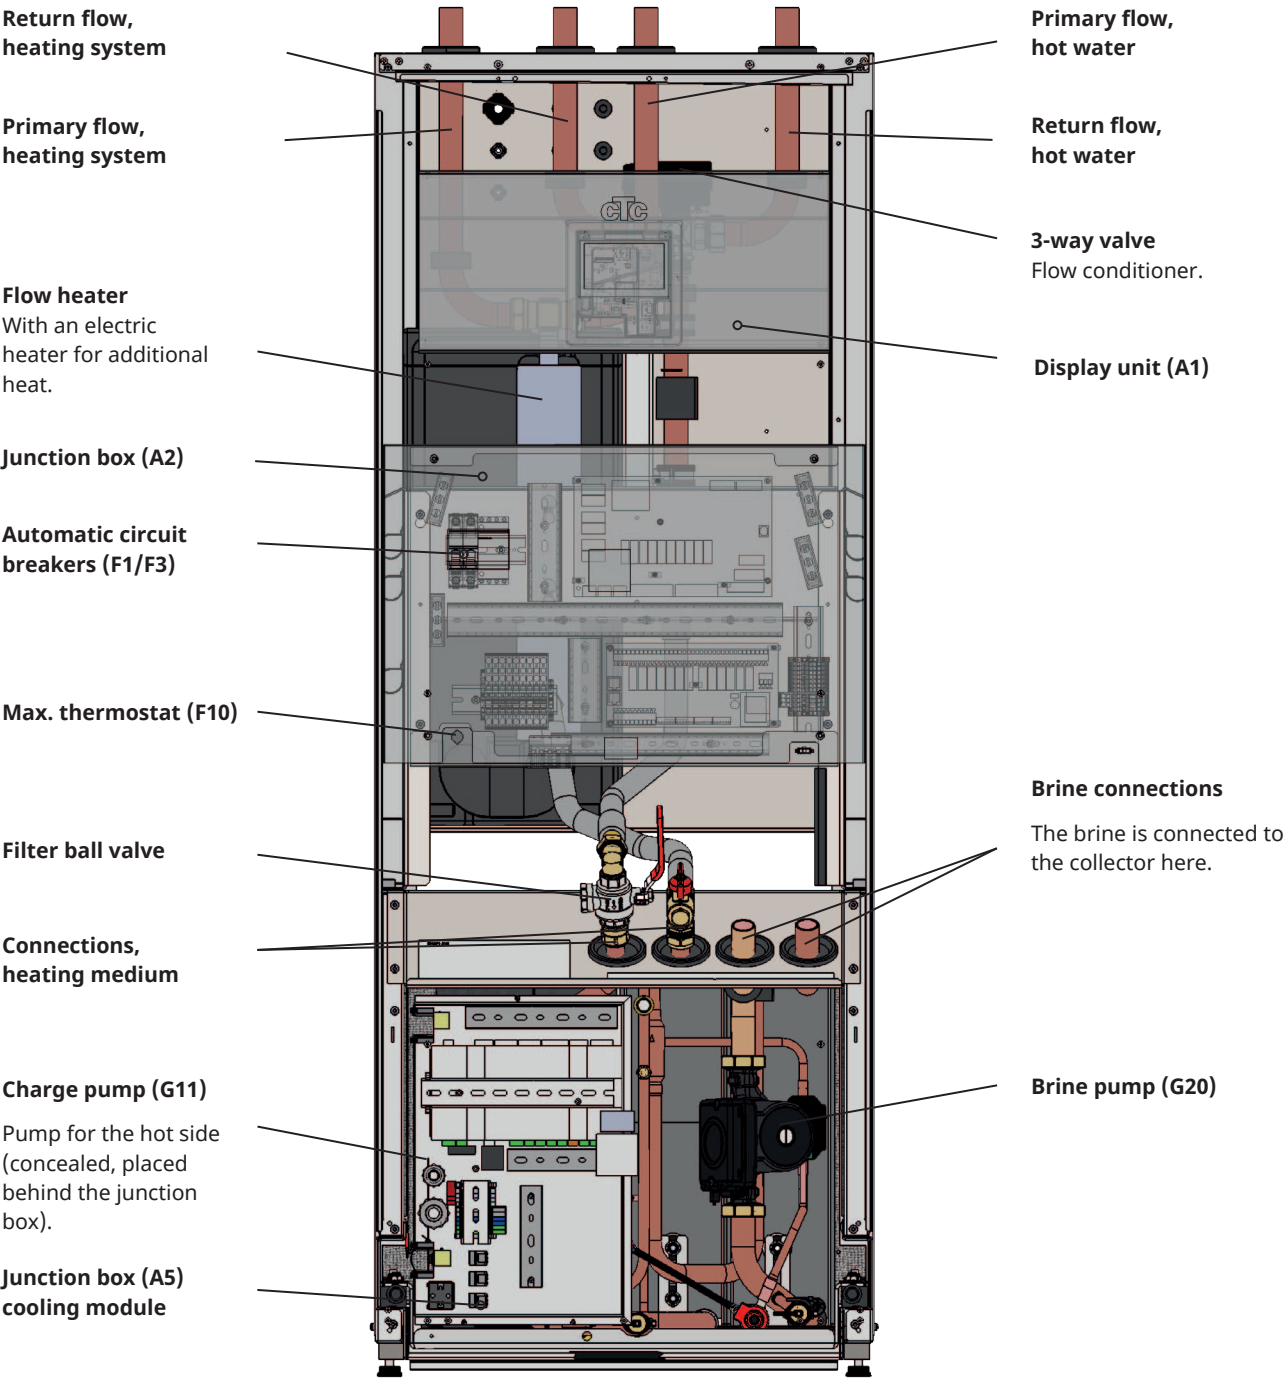 Return flow,
heating system
Primary flow,
heating system
Flow heater
With an electric
heater for additional
heat.
Junction box (A2)
Automatic circuit
breakers (F1/F3)
Max. thermostat (F10)
Filter ball valve
Connections,
heating medium
Charge pump (G11)
Pump for the hot side
(concealed, placed
behind the junction
box).
Junction box (A5)
cooling module
CTC
Primary flow,
hot water
Return flow,
hot water
3-way valve
Flow conditioner.
Display unit (A1)
Brine connections
The brine is connected to
the collector here.
Brine pump (G20)